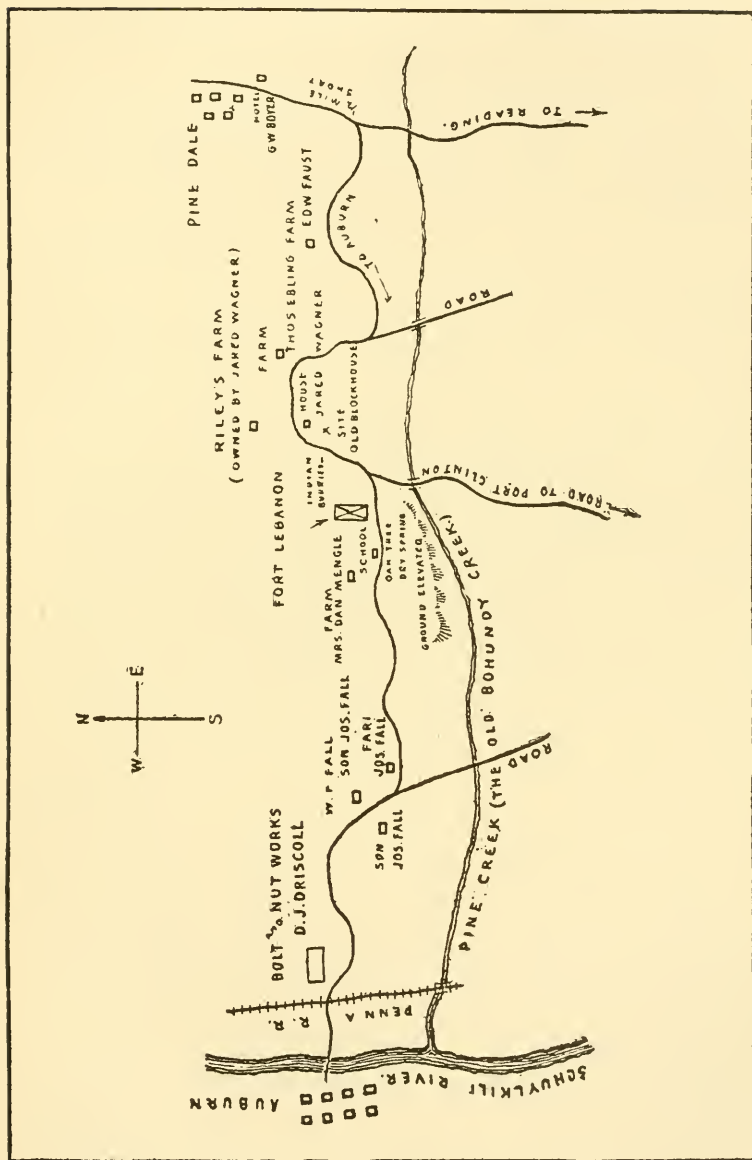 PINE DALE
HOTEL
G W BOYER
½ MILE
SHORT
TO READING.
EDW FAUST
TO AUBURN
THOS EBLING FARM
RILEY'S FARM
(OWNED BY JARED WAGNER)
FARM
HOUSE
X JARED WAGNER
SITE
OLD BLOCKHOUSE
ROAD
FORT LEBANON
INDIAN
ROAD TO PORT CLINTON
SCHOOL
OAK TREE
DRY SPRING
GROUND ELEVATED
FARM
MRS. DAN MENGLE
N
W
E
S
W. P FALL
SON JOS. FALL
JOS. FALL
SON
JOS. FALL
ROAD
PINE CREEK (THE OLD BOHUNDY CREEK.)
BOLT & NUT WORKS
D. J. DRISCOLL
PENNA
R. R.
AUBURN
SCHUYLKILL RIVER.